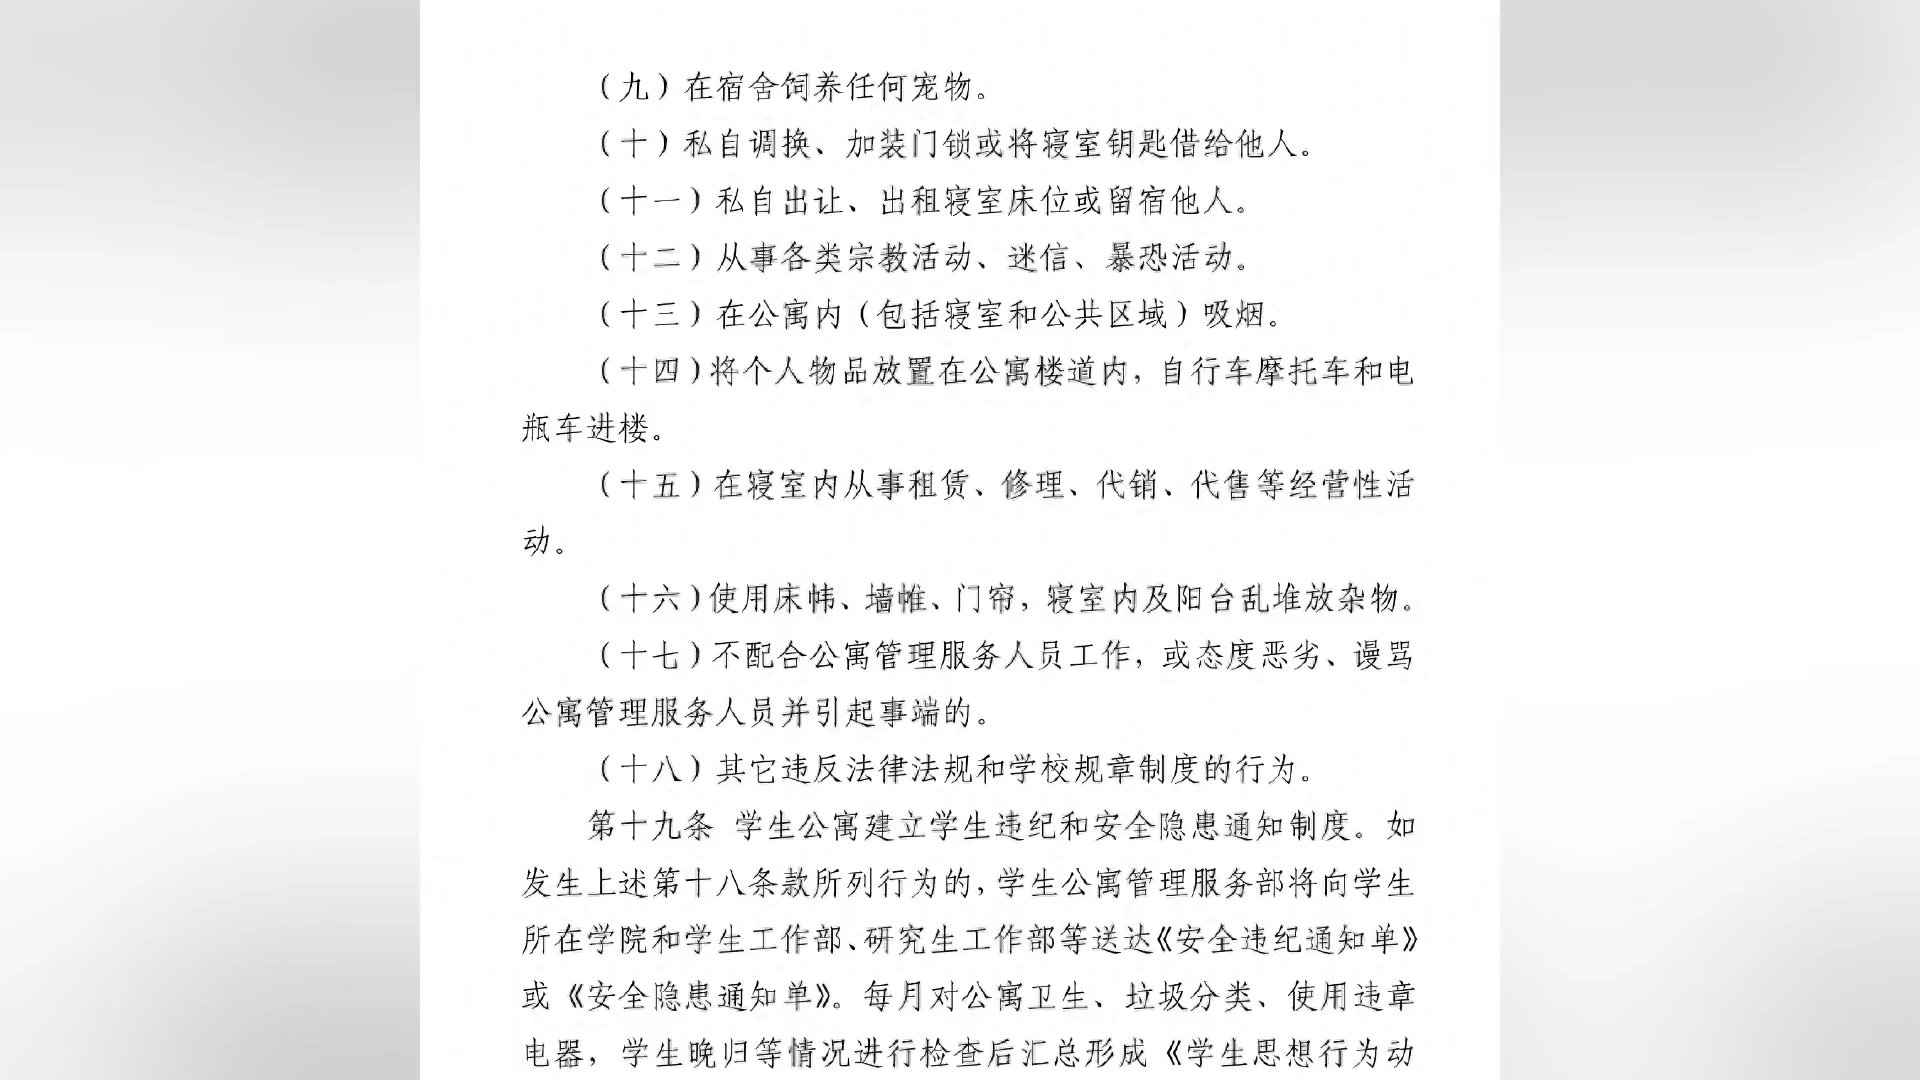 （九）在宿舍饲养任何宠物。
（十）私自调换、加装门锁或将寝室钥匙借给他人。
（十一）私自出让、出租寝室床位或留宿他人。
（十二）从事各类宗教活动、迷信、暴恐活动。
（十三）在公寓内（包括寝室和公共区域）吸烟。
（十四）将个人物品放置在公寓楼道内，自行车摩托车和电
瓶车进楼。
（十五）在寝室内从事租赁、修理、代销、代售等经营性活
动。
（十六）使用床帏、墙帷、门帘，寝室内及阳台乱堆放杂物。
（十七）不配合公寓管理服务人员工作，或态度恶劣、谩骂
公寓管理服务人员并引起事端的。
（十八）其它违反法律法规和学校规章制度的行为。
第十九条 学生公寓建立学生违纪和安全隐患通知制度。如
发生上述第十八条款所列行为的，学生公寓管理服务部将向学生
所在学院和学生工作部、研究生工作部等送达《安全违纪通知单》
或《安全隐患通知单》。每月对公寓卫生、垃圾分类、使用违章
电器，学生晚归等情况进行检查后汇总形成《学生思想行为动